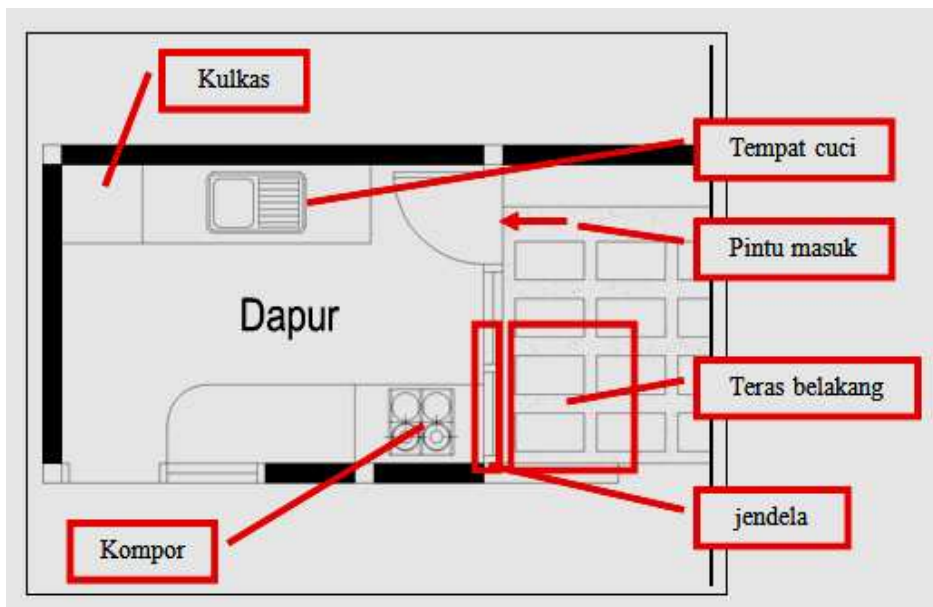 Kulkas
Tempat cuci
Pintu masuk
Dapur
Teras belakang
jendela
Kompor